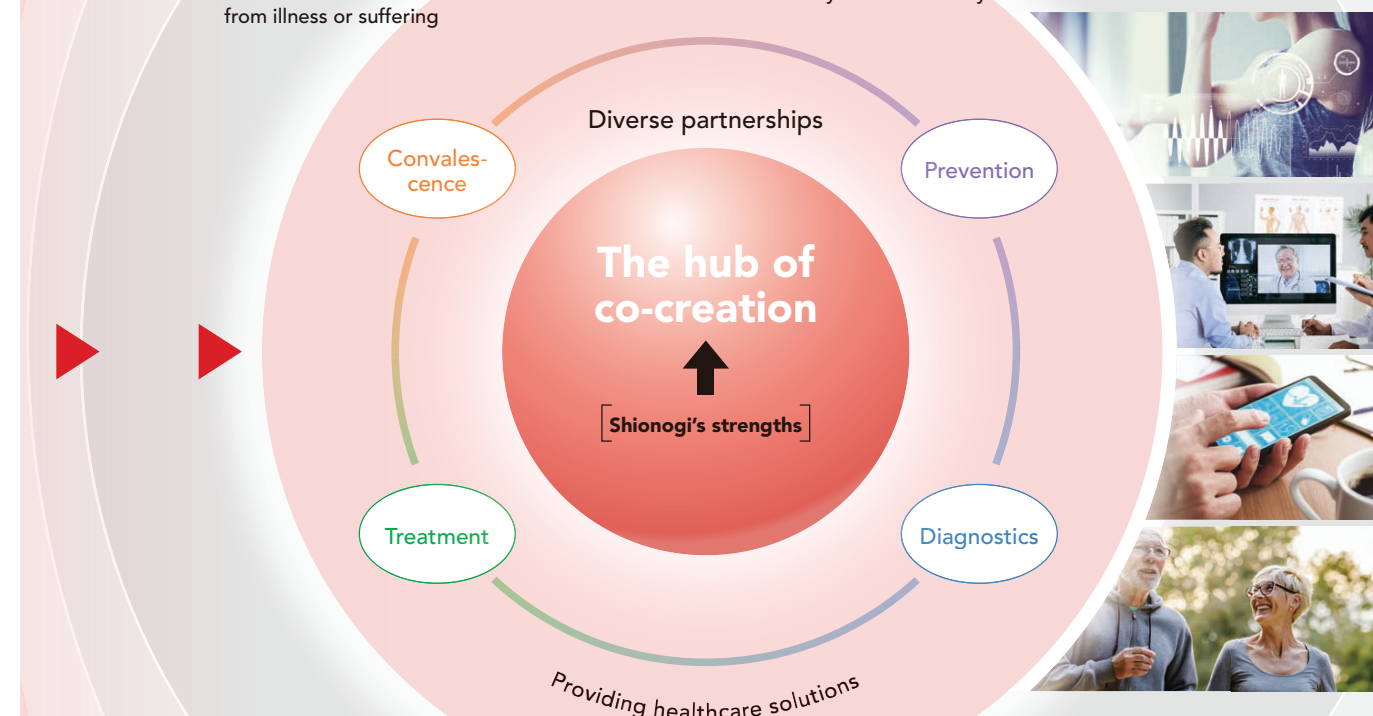 from illness or suffering
Diverse partnerships
Convales-
cence
Prevention
The hub of
co-creation
Shionogi's strengths
Treatment
Diagnostics
Providing healthcare solutions